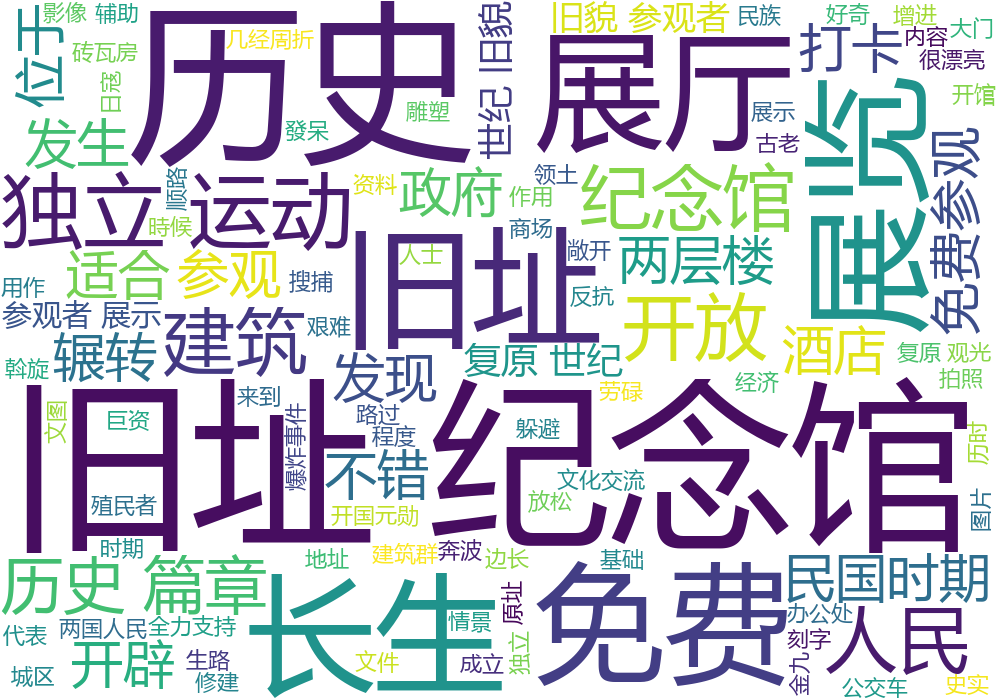 影像 辅助
几经周折
砖瓦房
位于
历史
旧貌
世纪
旧貌 参观者
民族
好奇
增进
大门
打卡
内容
很漂亮
展厅
日寇
發呆
雕塑
展示
古老
开馆
发生
展览
免费参观
独立运动
顺路
時候
资料
政府
作用
领土
纪念馆
商场
敞开
两层楼
适合
参观
搜捕
人士
旧址
反抗
用作
参观者 展示
建筑
艰难
开放
酒店
斡旋
辗转
发现
复原 世纪
复原 观光
拍照
劳碌
经济
来到
路过
程度
文图
巨资
爆炸事件
旧址 纪念馆
躲避
历时
不错
文化交流
放松
殖民者
开国元勋
图片
时期
地址
建筑群
奔波
边长
基础
历史 篇章
长生
原址
免费
民国时期
办公处
代表
两国人民
全力支持
情景
刻字
人民
开辟
生路
文件
成立
独立
金九
城区
修建
公交车
史实